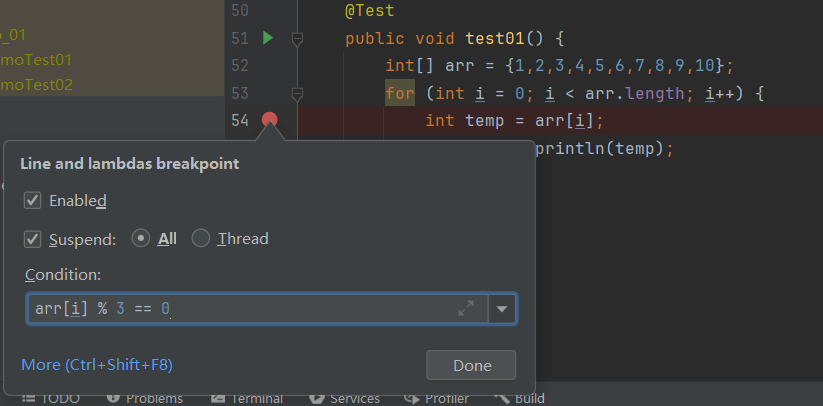 50 @Test
_01
51 public void test01() {
moTest01
52 int[] arr = {1,2,3,4,5,6,7,8,9,10};
moTest02
53 for (int i = 0; i < arr.length; i++) {
54 int temp = arr[i];
println(temp);
Line and lambdas breakpoint
Enabled
Suspend: All Thread
Condition:
arr[i] % 3 == 0
More (Ctrl+Shift+F8) Done
TODO Problems Terminal Services Profiler Build